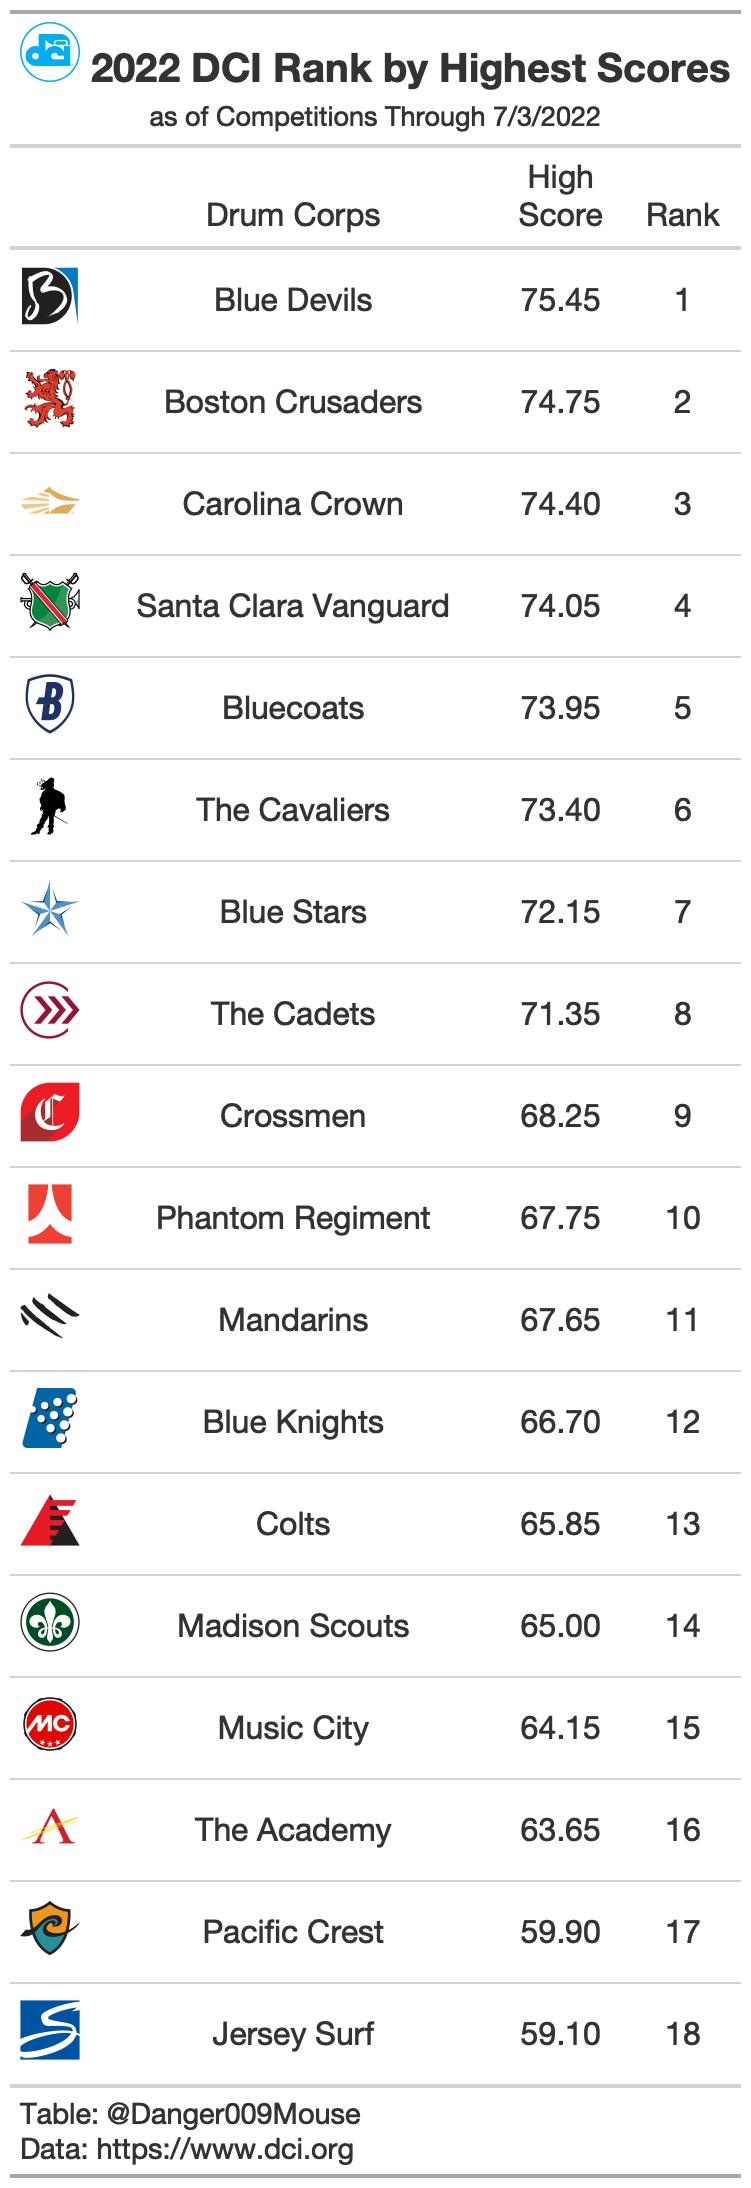 dci
2022 DCI Rank by Highest Scores
as of Competitions Through 7/3/2022
Drum Corps High Score Rank
B Blue Devils 75.45 1
Boston Crusaders 74.75 2
Carolina Crown 74.40 3
Santa Clara Vanguard 74.05 4
B Bluecoats 73.95 5
The Cavaliers 73.40 6
Blue Stars 72.15 7
The Cadets 71.35 8
C Crossmen 68.25 9
Phantom Regiment 67.75 10
Mandarins 67.65 11
Blue Knights 66.70 12
Colts 65.85 13
Madison Scouts 65.00 14
MC Music City 64.15 15
A The Academy 63.65 16
Pacific Crest 59.90 17
S Jersey Surf 59.10 18
Table: @Danger009Mouse
Data: https://www.dci.org